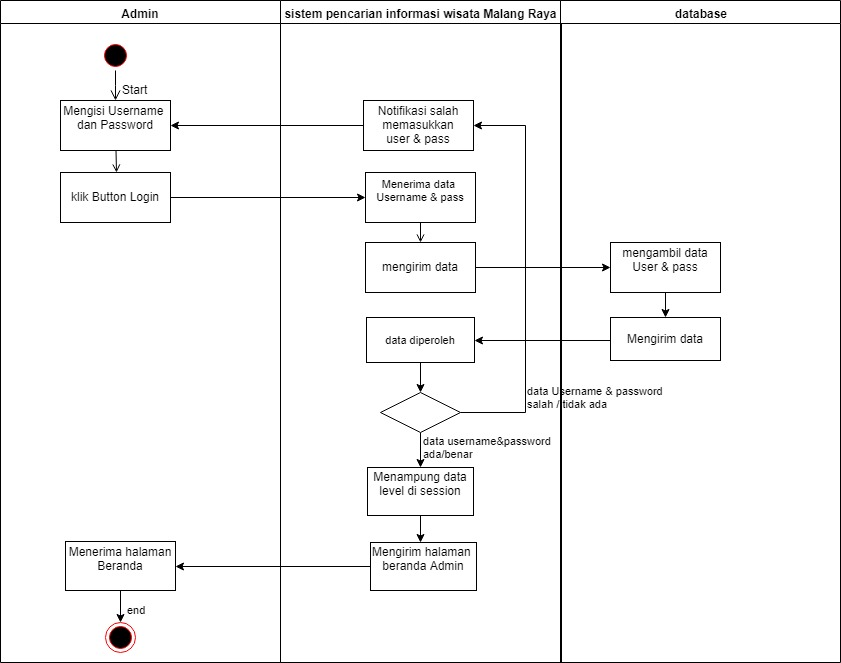 Admin
sistem pencarian informasi wisata Malang Raya
database
Start
Mengisi Username
dan Password
Notifikasi salah
memasukkan
user & pass
klik Button Login
Menerima data
Username & pass
mengirim data
mengambil data
User & pass
data diperoleh
Mengirim data
data Username & password
salah / tidak ada
data username&password
ada/benar
Menampung data
level di session
Menerima halaman
Beranda
Mengirim halaman
beranda Admin
end